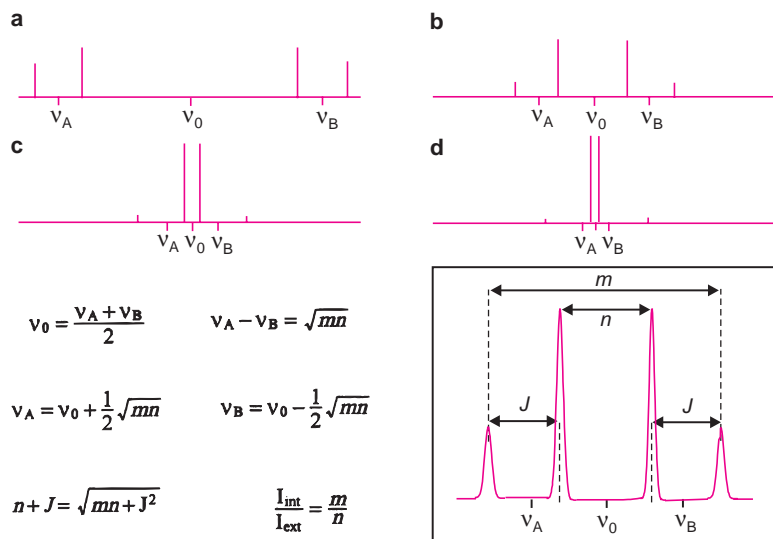 a
ν_A ν_0 ν_B
b
ν_A ν_0 ν_B
c
ν_A ν_0 ν_B
d
ν_A ν_B
ν_0 = (ν_A + ν_B)/2
ν_A − ν_B = √(mn)
ν_A = ν_0 + 1/2 √(mn)
ν_B = ν_0 − 1/2 √(mn)
n + J = √(mn + J²)
I_int/I_ext = m/n
m
n
J J
ν_A ν_0 ν_B